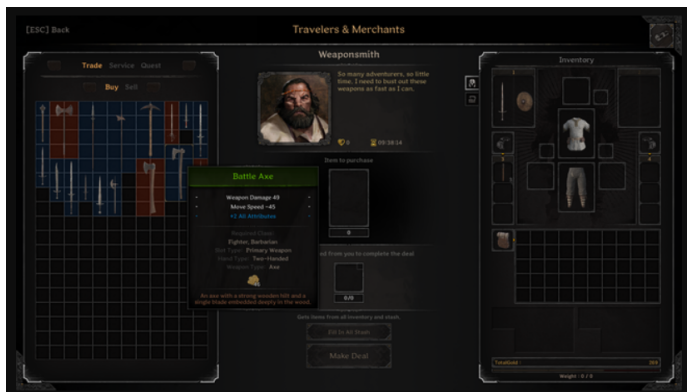 [ESC] Back
Travelers & Merchants
Trade Service Quest
Buy Sell
Weaponsmith
So many adventurers, so little
time. I need to bust out these
weapons as fast as I can.
Item to purchase
0
ed from you to complete the deal
0/0
Gets items from all inventory and stash.
Fill In All Stash
Make Deal
Battle Axe
- Weapon Damage 49 -
- Move Speed -45 -
- +2 All Attributes -
Required Class:
Fighter, Barbarian
Slot Type: Primary Weapon
Hand Type: Two-Handed
Weapon Type: Axe
An axe with a strong wooden hilt and a
single blade embedded deeply in the wood.
Inventory
TotalGold :
Weight : 0 / 0